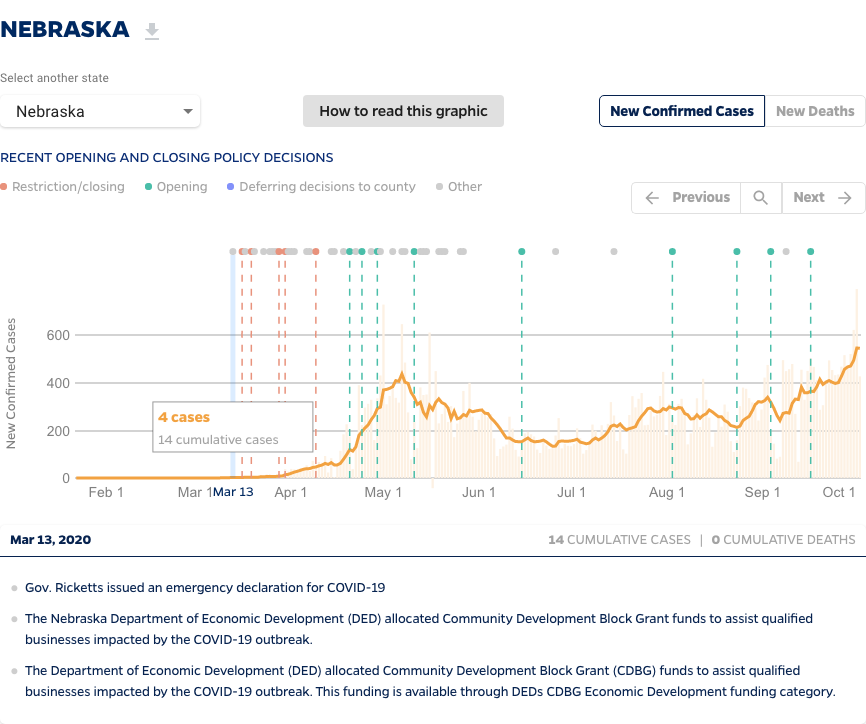 NEBRASKA
Select another state
Nebraska
How to read this graphic
New Confirmed Cases
New Deaths
RECENT OPENING AND CLOSING POLICY DECISIONS
Restriction/closing
Opening
Deferring decisions to county
Other
Previous
Next
New Confirmed Cases
600
400
200
0
4 cases
14 cumulative cases
Feb 1
Mar 1
Mar 13
Apr 1
May 1
Jun 1
Jul 1
Aug 1
Sep 1
Oct 1
Mar 13, 2020
14 CUMULATIVE CASES | 0 CUMULATIVE DEATHS
Gov. Ricketts issued an emergency declaration for COVID-19
The Nebraska Department of Economic Development (DED) allocated Community Development Block Grant funds to assist qualified
businesses impacted by the COVID-19 outbreak.
The Department of Economic Development (DED) allocated Community Development Block Grant (CDBG) funds to assist qualified
businesses impacted by the COVID-19 outbreak. This funding is available through DEDs CDBG Economic Development funding category.